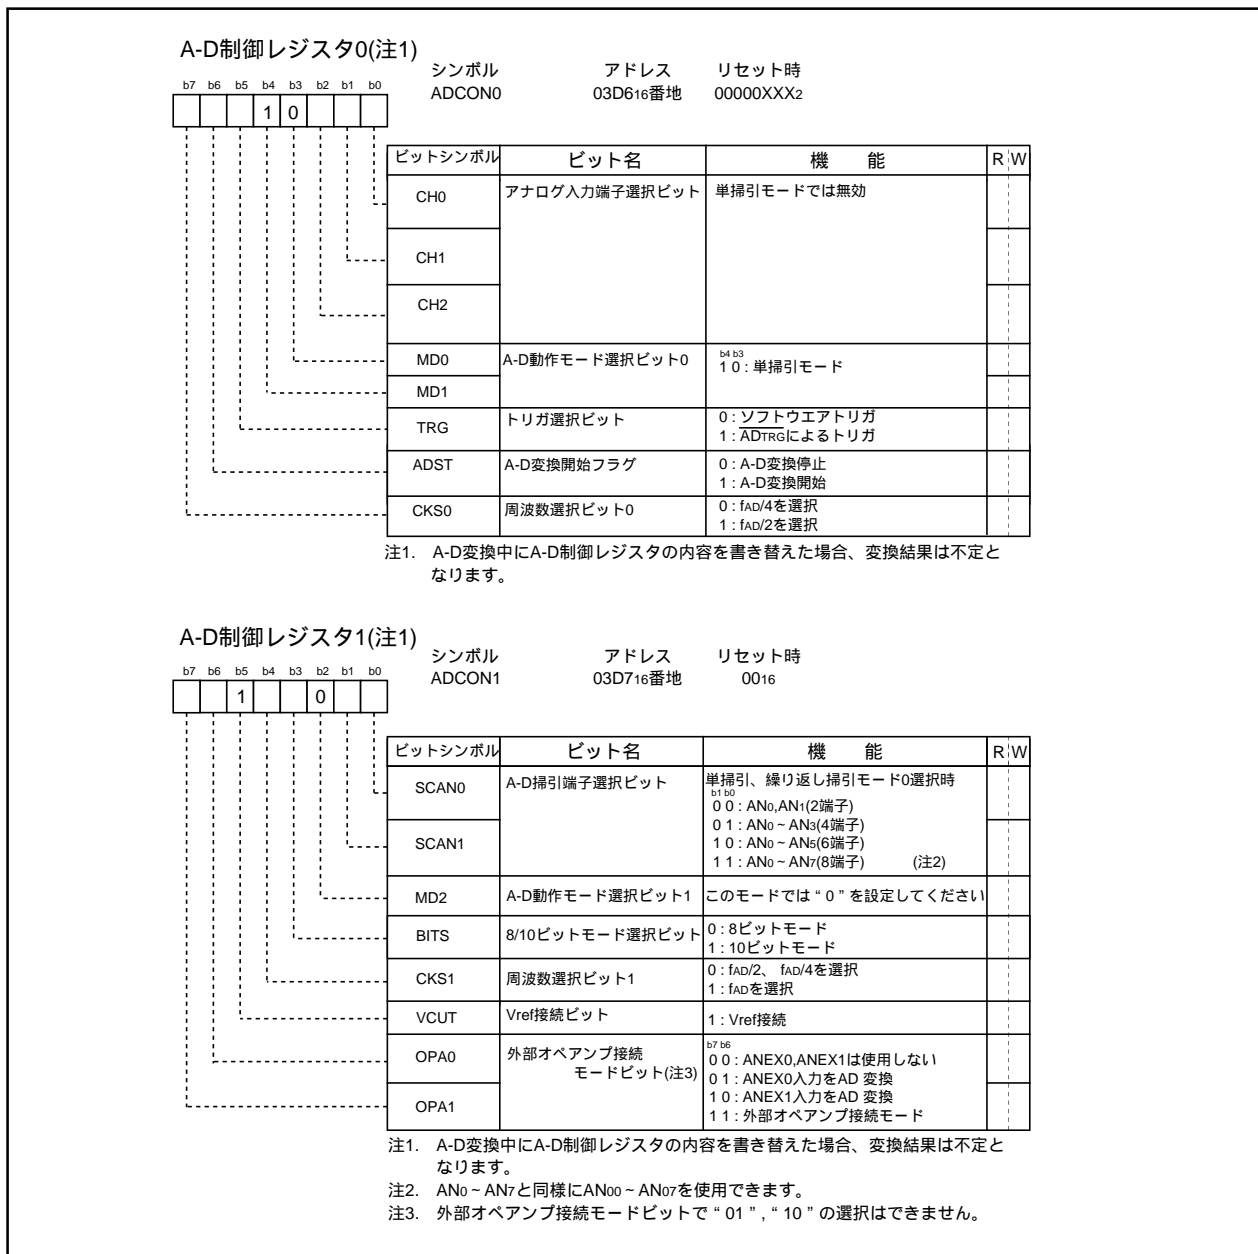 A-D制御レジスタ0(注1)
シンボル アドレス リセット時
ADCON0 03D616番地 00000XXX2
b7 b6 b5 b4 b3 b2 b1 b0
1 0
ビットシンボル ビット名 機 能 R W
CH0 アナログ入力端子選択ビット 単掃引モードでは無効
CH1
CH2
MD0 A-D動作モード選択ビット0 b4 b3
1 0 : 単掃引モード
MD1
TRG トリガ選択ビット 0 : ソフトウエアトリガ
1 : ADTRGによるトリガ
ADST A-D変換開始フラグ 0 : A-D変換停止
1 : A-D変換開始
CKS0 周波数選択ビット0 0 : fAD/4を選択
1 : fAD/2を選択
注1. A-D変換中にA-D制御レジスタの内容を書き替えた場合、変換結果は不定と
なります。
A-D制御レジスタ1(注1)
シンボル アドレス リセット時
ADCON1 03D716番地 0016
b7 b6 b5 b4 b3 b2 b1 b0
1 0
ビットシンボル ビット名 機 能 R W
SCAN0 A-D掃引端子選択ビット 単掃引、繰り返し掃引モード0選択時
b1 b0
0 0 : AN0,AN1(2端子)
0 1 : AN0 ~ AN3(4端子)
SCAN1 1 0 : AN0 ~ AN5(6端子)
1 1 : AN0 ~ AN7(8端子) (注2)
MD2 A-D動作モード選択ビット1 このモードでは “ 0 ” を設定してください
BITS 8/10ビットモード選択ビット 0 : 8ビットモード
1 : 10ビットモード
CKS1 周波数選択ビット1 0 : fAD/2、 fAD/4を選択
1 : fADを選択
VCUT Vref接続ビット 1 : Vref接続
OPA0 外部オペアンプ接続
モードビット(注3)
b7 b6
0 0 : ANEX0,ANEX1は使用しない
0 1 : ANEX0入力をAD 変換
1 0 : ANEX1入力をAD 変換
OPA1 1 1 : 外部オペアンプ接続モード
注1. A-D変換中にA-D制御レジスタの内容を書き替えた場合、変換結果は不定と
なります。
注2. AN0 ~ AN7と同様にAN00 ~ AN07を使用できます。
注3. 外部オペアンプ接続モードビットで “ 01 ” , “ 10 ” の選択はできません。